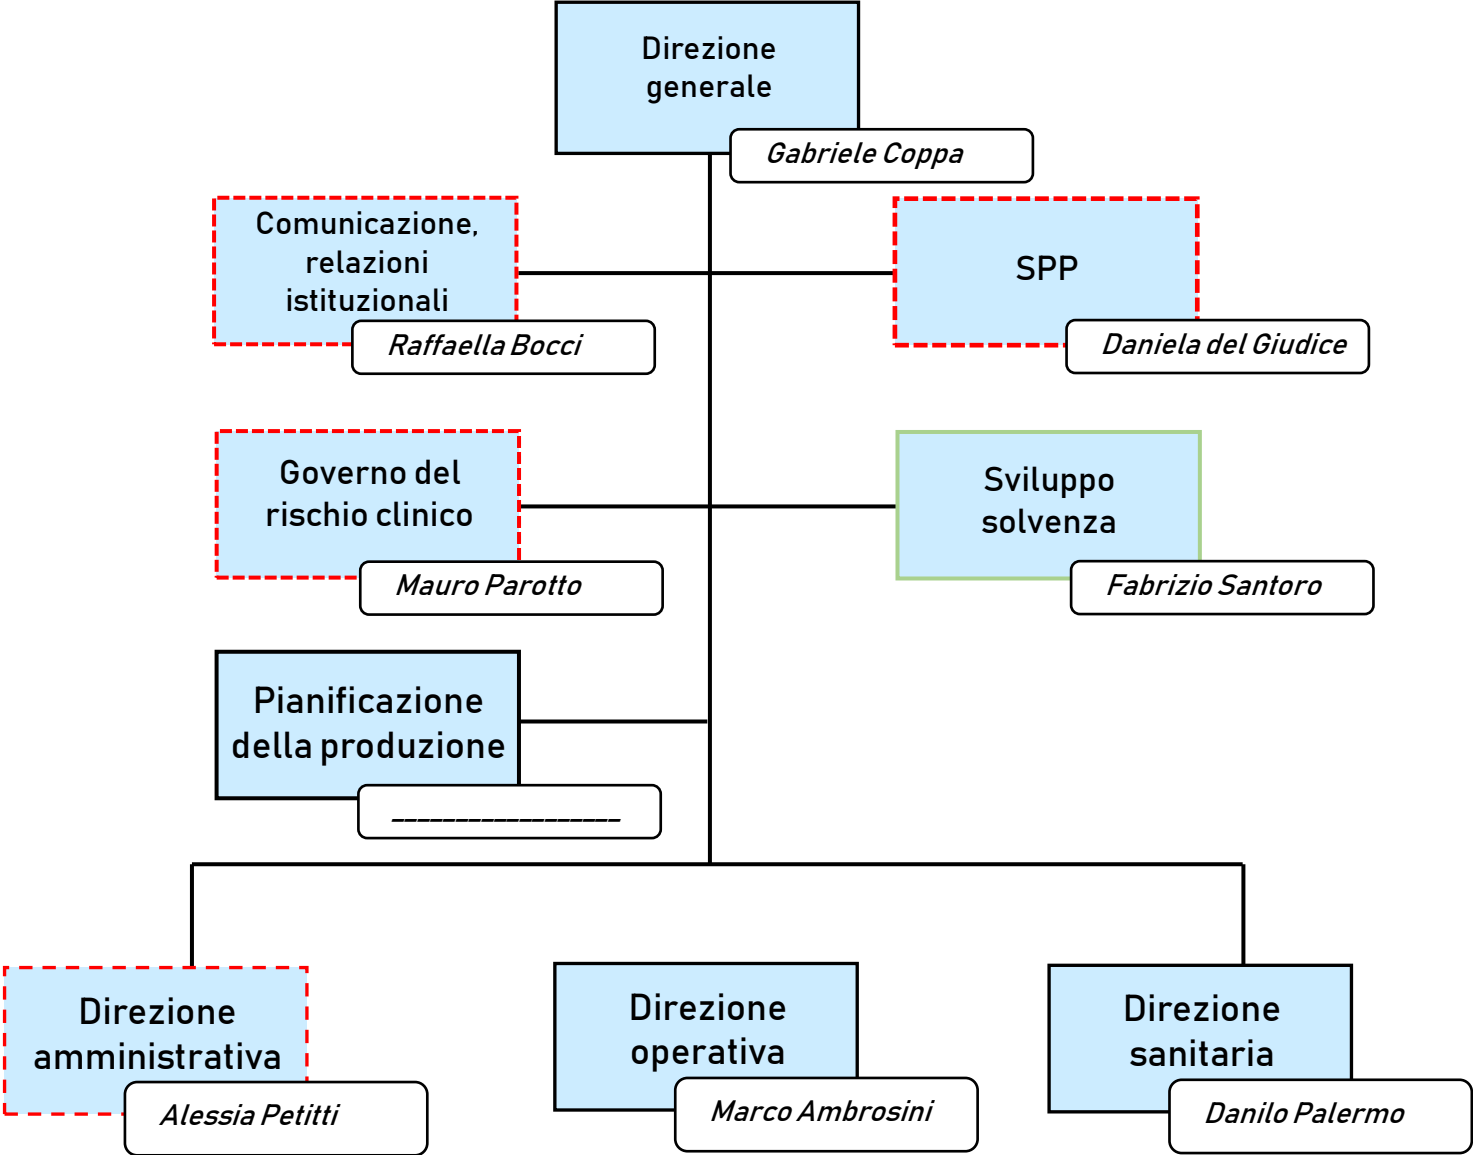 Direzione
generale
Gabriele Coppa
Comunicazione,
relazioni
istituzionali
Raffaella Bocci
SPP
Daniela del Giudice
Governo del
rischio clinico
Mauro Parotto
Sviluppo
solvenza
Fabrizio Santoro
Pianificazione
della produzione
__________________
Direzione
amministrativa
Alessia Petitti
Direzione
operativa
Marco Ambrosini
Direzione
sanitaria
Danilo Palermo